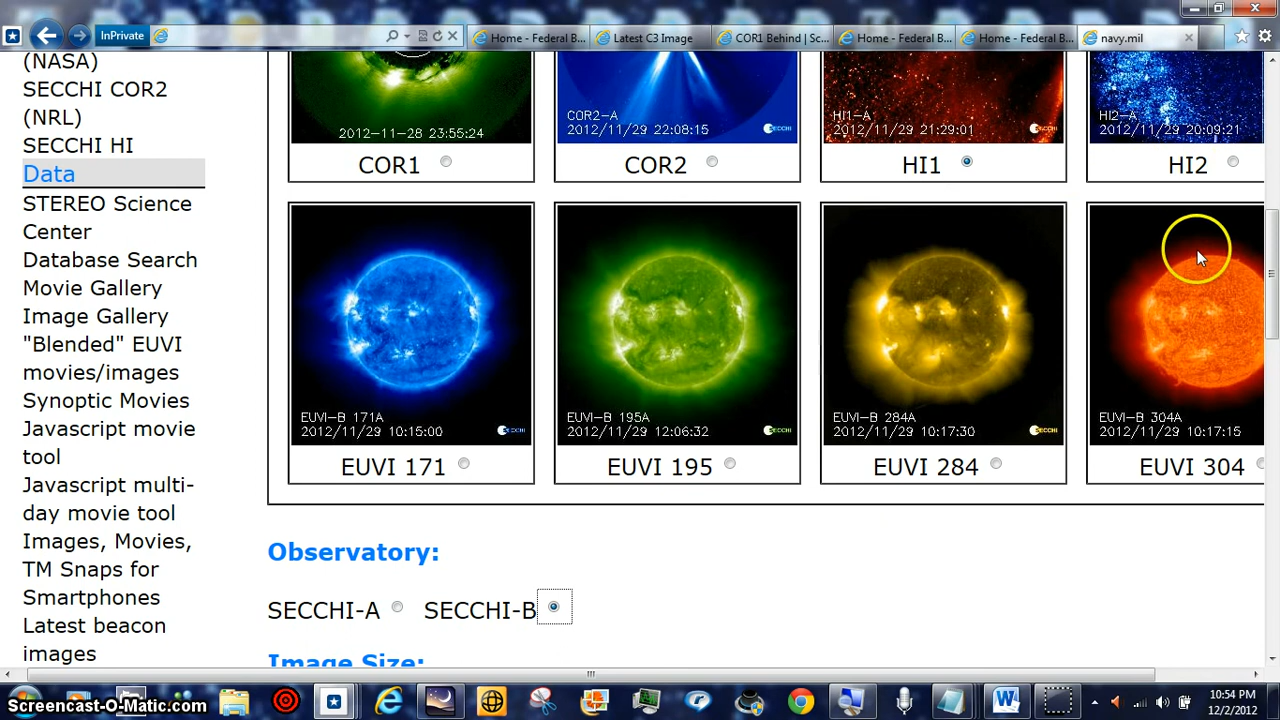 InPrivate
Home - Federal B...
Latest C3 Image
COR1 Behind | Sc...
Home - Federal B...
Home - Federal B...
navy.mil
(NASA)
SECCHI COR2
(NRL)
SECCHI HI
Data
STEREO Science
Center
Database Search
Movie Gallery
Image Gallery
"Blended" EUVI
movies/images
Synoptic Movies
Javascript movie
tool
Javascript multi-
day movie tool
Images, Movies,
TM Snaps for
Smartphones
Latest beacon
images
2012-11-28 23:55:24
COR2-A
2012/11/29 22:08:15
SECCHI
HI1-A
2012/11/29 21:29:01
SECCHI
HI2-A
2012/11/29 20:09:21
COR1
COR2
HI1
HI2
EUVI-B 171A
2012/11/29 10:15:00
SECCHI
EUVI-B 195A
2012/11/29 12:06:32
SECCHI
EUVI-B 284A
2012/11/29 10:17:30
SECCHI
EUVI-B 304A
2012/11/29 10:17:15
EUVI 171
EUVI 195
EUVI 284
EUVI 304
Observatory:
SECCHI-A
SECCHI-B
Image Size:
Screencast-O-Matic.com
10:54 PM
12/2/2012